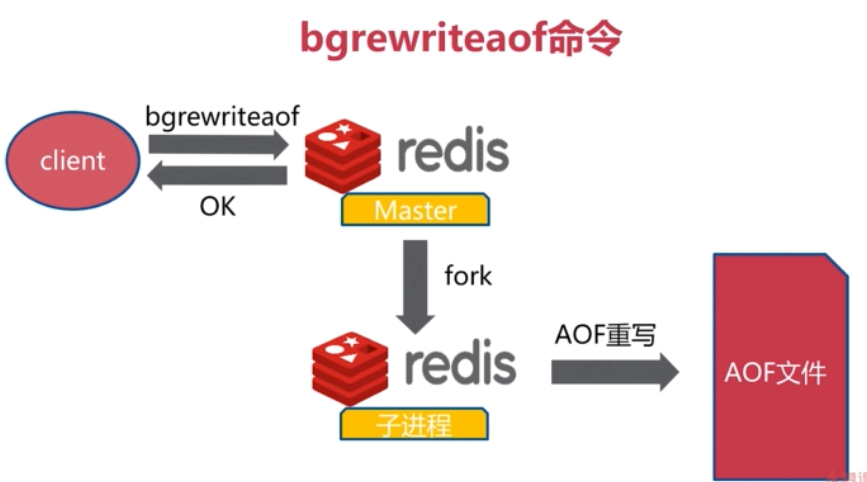 bgrewriteaof命令
bgrewriteaof
client
redis
OK
Master
fork
AOF重写
redis
AOF文件
子进程